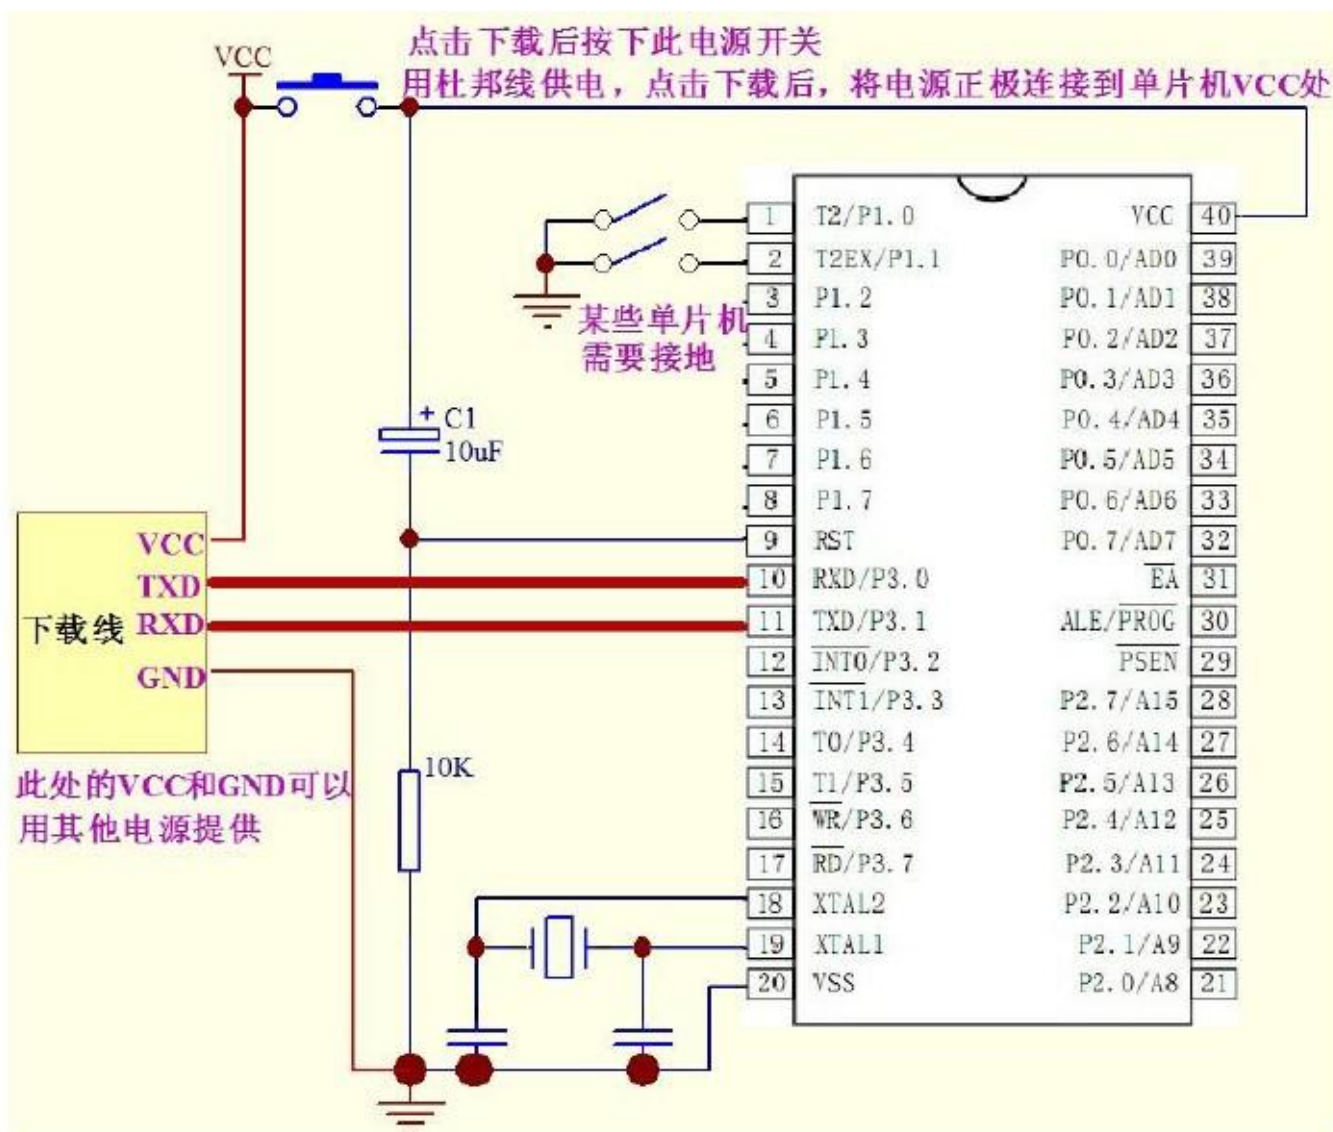 点击下载后按下此电源开关
VCC
用杜邦线供电，点击下载后，将电源正极连接到单片机VCC处
1 T2/P1.0 VCC 40
2 T2EX/P1.1 P0.0/AD0 39
3 P1.2 P0.1/AD1 38
某些单片机
4 P1.3 P0.2/AD2 37
需要接地
5 P1.4 P0.3/AD3 36
+ C1
6 P1.5 P0.4/AD4 35
10uF
7 P1.6 P0.5/AD5 34
8 P1.7 P0.6/AD6 33
VCC
9 RST P0.7/AD7 32
TXD
10 RXD/P3.0 EA 31
下载线 RXD
11 TXD/P3.1 ALE/PROG 30
12 INT0/P3.2 PSEN 29
GND
13 INT1/P3.3 P2.7/A15 28
14 T0/P3.4 P2.6/A14 27
10K
此处的VCC和GND可以
15 T1/P3.5 P2.5/A13 26
用其他电源提供
16 WR/P3.6 P2.4/A12 25
17 RD/P3.7 P2.3/A11 24
18 XTAL2 P2.2/A10 23
19 XTAL1 P2.1/A9 22
20 VSS P2.0/A8 21